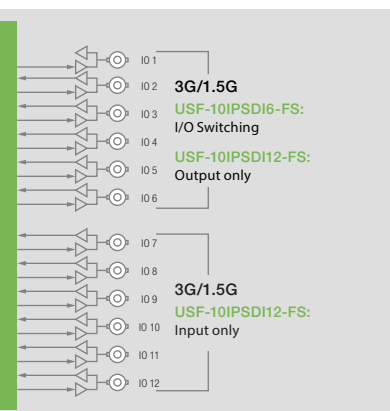 IO 1
IO 2
IO 3
IO 4
IO 5
IO 6
3G/1.5G
USF-10IPSDI6-FS:
I/O Switching
USF-10IPSDI12-FS:
Output only
IO 7
IO 8
IO 9
IO 10
IO 11
IO 12
3G/1.5G
USF-10IPSDI12-FS:
Input only